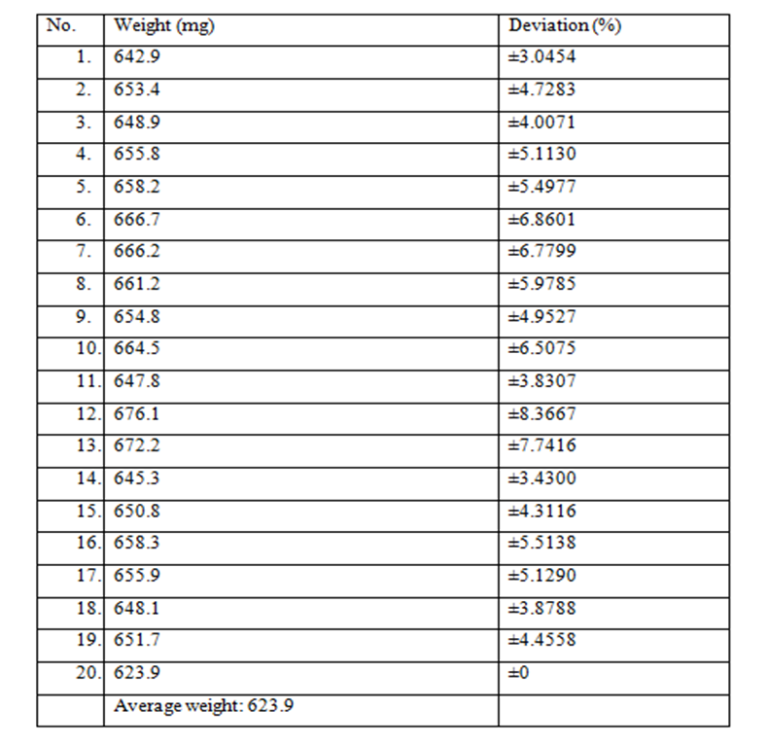 No. Weight (mg) Deviation (%)
1. 642.9 ±3.0454
2. 653.4 ±4.7283
3. 648.9 ±4.0071
4. 655.8 ±5.1130
5. 658.2 ±5.4977
6. 666.7 ±6.8601
7. 666.2 ±6.7799
8. 661.2 ±5.9785
9. 654.8 ±4.9527
10. 664.5 ±6.5075
11. 647.8 ±3.8307
12. 676.1 ±8.3667
13. 672.2 ±7.7416
14. 645.3 ±3.4300
15. 650.8 ±4.3116
16. 658.3 ±5.5138
17. 655.9 ±5.1290
18. 648.1 ±3.8788
19. 651.7 ±4.4558
20. 623.9 ±0
Average weight: 623.9